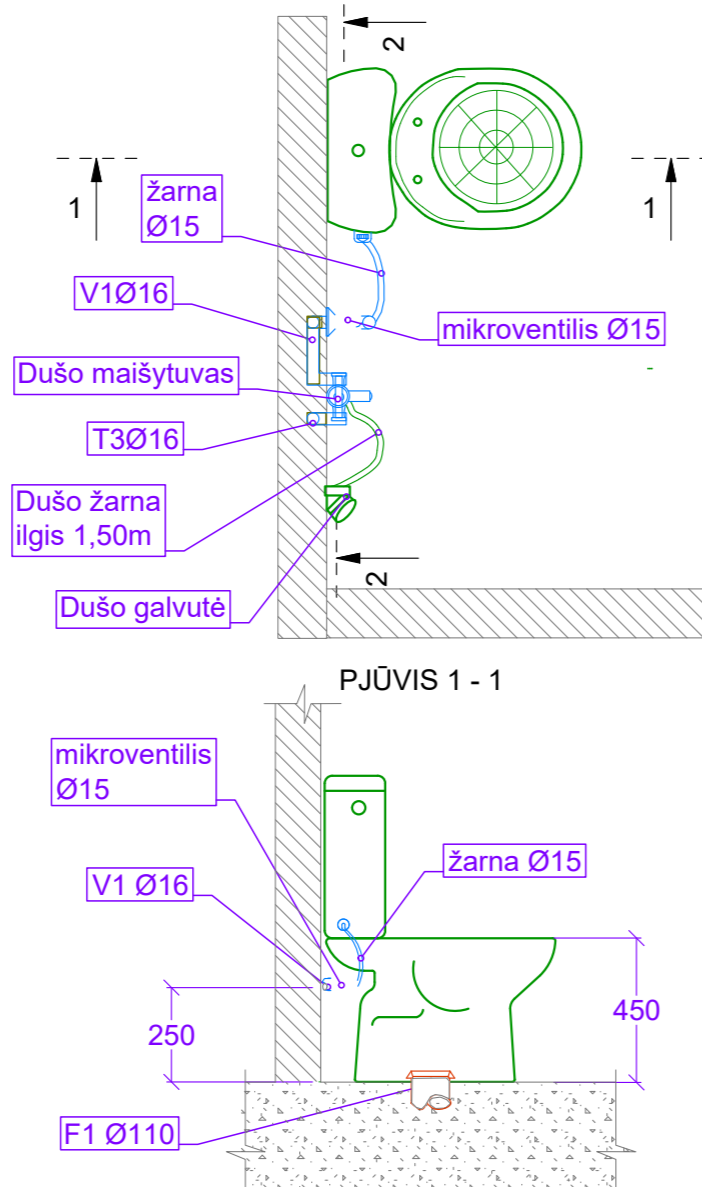 2
1
1
žarna
Ø15
V1Ø16
mikroventilis Ø15
Dušo maišytuvas
T3Ø16
Dušo žarna
ilgis 1,50m
2
Dušo galvutė
PJŪVIS 1 - 1
mikroventilis
Ø15
žarna Ø15
V1 Ø16
450
250
F1 Ø110